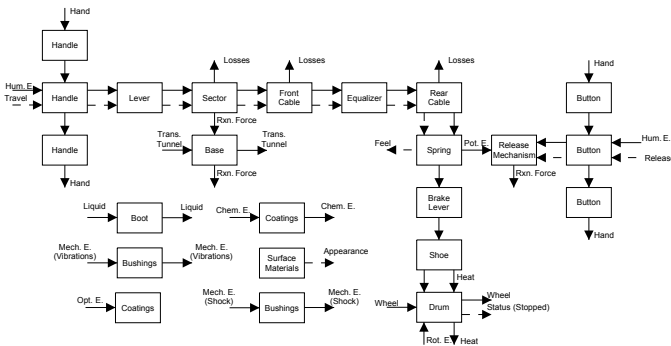 Hand
Handle
Losses
Losses
Losses
Hand
Hum. E.
Travel
Handle
Lever
Sector
Front
Cable
Equalizer
Rear
Cable
Button
Rxn. Force
Handle
Trans.
Tunnel
Base
Trans.
Tunnel
Feel
Spring
Pot. E.
Release
Mechanism
Button
Hum. E.
Release
Hand
Rxn. Force
Rxn. Force
Liquid
Boot
Liquid
Chem. E.
Coatings
Chem. E.
Brake
Lever
Button
Hand
Mech. E.
(Vibrations)
Bushings
Mech. E.
(Vibrations)
Surface
Materials
Appearance
Shoe
Heat
Opt. E.
Coatings
Mech. E.
(Shock)
Bushings
Mech. E.
(Shock)
Wheel
Drum
Wheel
Status (Stopped)
Rot. E.
Heat